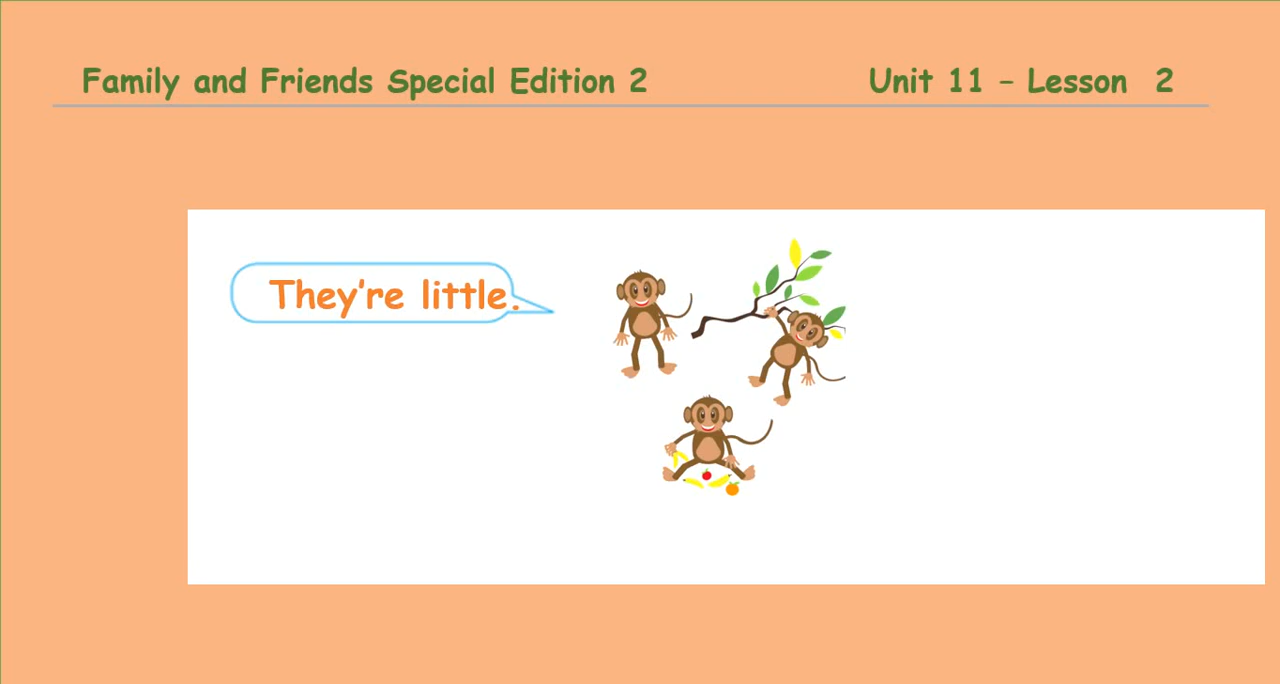 Family and Friends Special Edition 2
Unit 11 – Lesson 2
They're little.